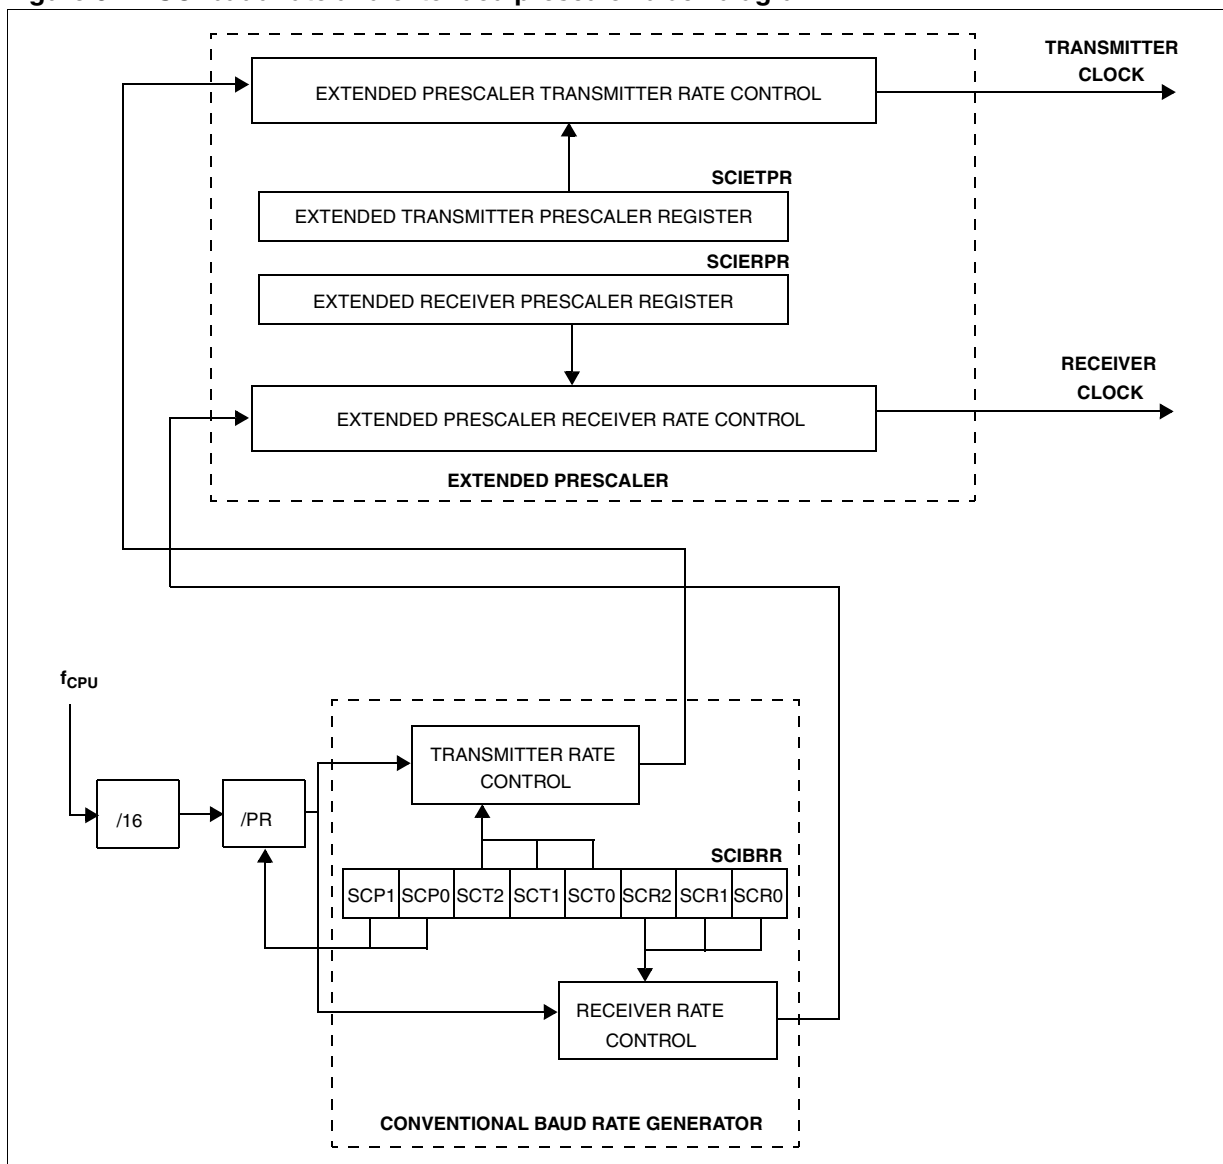 TRANSMITTER
CLOCK
EXTENDED PRESCALER TRANSMITTER RATE CONTROL
SCIETPR
EXTENDED TRANSMITTER PRESCALER REGISTER
SCIERPR
EXTENDED RECEIVER PRESCALER REGISTER
RECEIVER
CLOCK
EXTENDED PRESCALER RECEIVER RATE CONTROL
EXTENDED PRESCALER
fCPU
TRANSMITTER RATE
CONTROL
/16
/PR
SCIBRR
SCP1 SCP0 SCT2 SCT1 SCT0 SCR2 SCR1 SCR0
RECEIVER RATE
CONTROL
CONVENTIONAL BAUD RATE GENERATOR